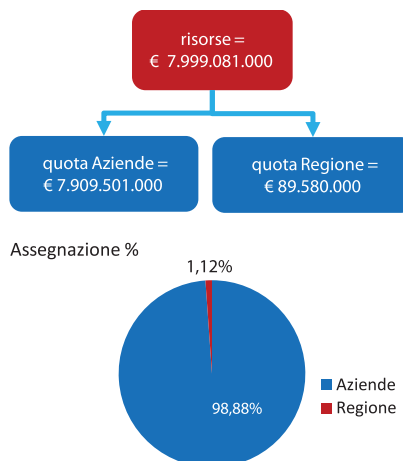 risorse =
€ 7.999.081.000
quota Aziende =
€ 7.909.501.000
quota Regione =
€ 89.580.000
Assegnazione %
1,12%
98,88%
Aziende
Regione